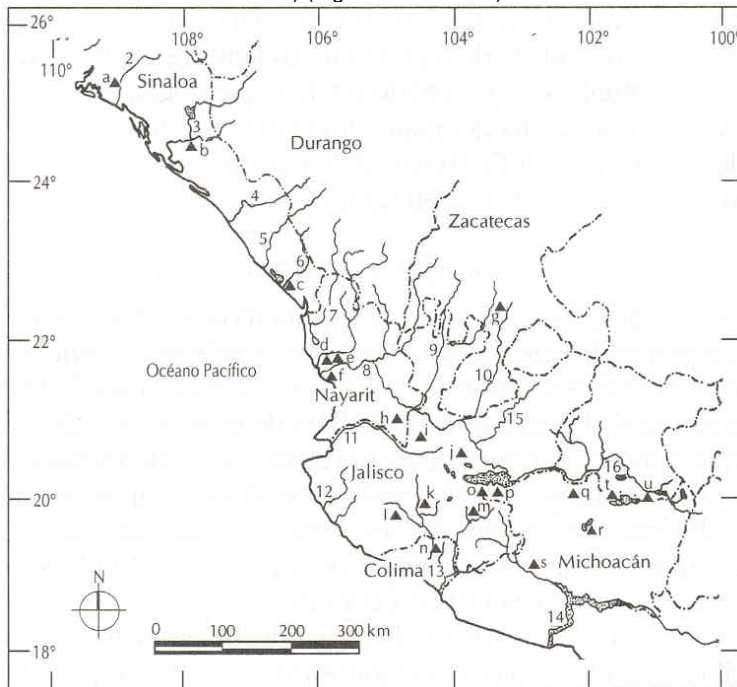 26°
110°
108°
106°
104°
102°
100°
2
a
Sinaloa
3
b
Durango
24°
4
Zacatecas
5
6
c
7
g
d
e
22°
Océano Pacífico
f
8
9
10
Nayarit
h
i
15
11
j
16
Jalisco
20°
12
k
o
p
q
t
u
l
m
r
n
s
Michoacán
Colima
13
14
N
0 100 200 300 km
18°